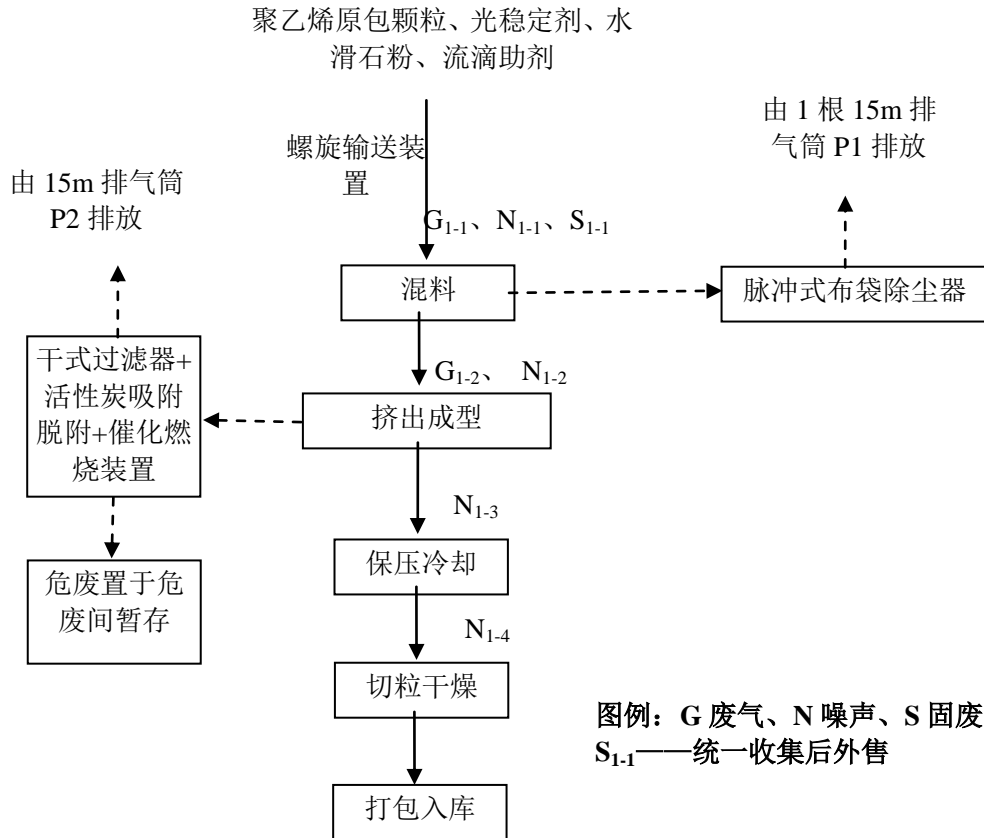 聚乙烯原包颗粒、光稳定剂、水
滑石粉、流滴助剂
由 1 根 15m 排
气筒 P1 排放
螺旋输送装
置
由 15m 排气筒
P2 排放
G1-1、N1-1、S1-1
混料
脉冲式布袋除尘器
干式过滤器+
活性炭吸附
脱附+催化燃
烧装置
G1-2、 N1-2
挤出成型
N1-3
保压冷却
危废置于危
废间暂存
N1-4
切粒干燥
图例：G 废气、N 噪声、S 固废
S1-1——统一收集后外售
打包入库